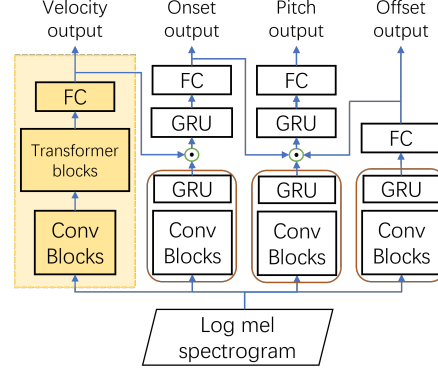 Velocity output
Onset output
Pitch output
Offset output
FC
FC
FC
GRU
GRU
FC
Transformer blocks
GRU
GRU
GRU
Conv Blocks
Conv Blocks
Conv Blocks
Conv Blocks
Log mel spectrogram